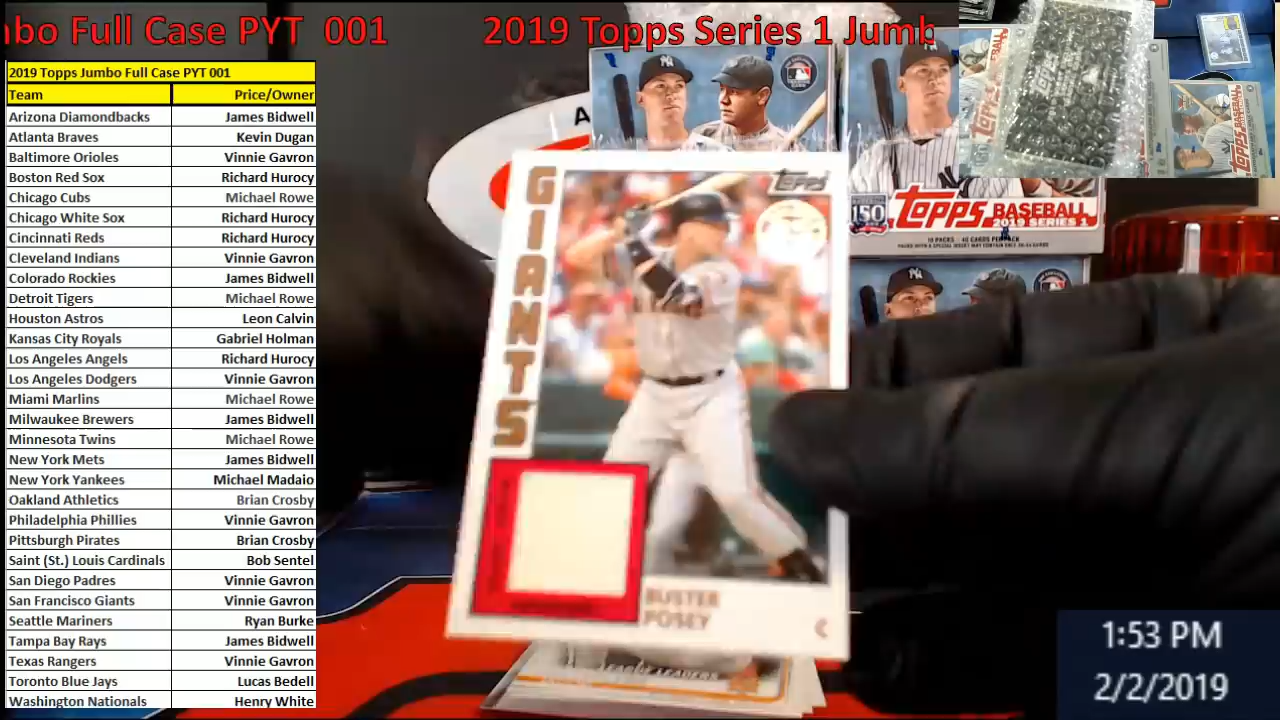 mbo Full Case PYT 001
2019 Topps Series 1 Jumb
2019 Topps Jumbo Full Case PYT 001
Team Price/Owner
Arizona Diamondbacks James Bidwell
Atlanta Braves Kevin Dugan
Baltimore Orioles Vinnie Gavron
Boston Red Sox Richard Hurocy
Chicago Cubs Michael Rowe
Chicago White Sox Richard Hurocy
Cincinnati Reds Richard Hurocy
Cleveland Indians Vinnie Gavron
Colorado Rockies James Bidwell
Detroit Tigers Michael Rowe
Houston Astros Leon Calvin
Kansas City Royals Gabriel Holman
Los Angeles Angels Richard Hurocy
Los Angeles Dodgers Vinnie Gavron
Miami Marlins Michael Rowe
Milwaukee Brewers James Bidwell
Minnesota Twins Michael Rowe
New York Mets James Bidwell
New York Yankees Michael Madaio
Oakland Athletics Brian Crosby
Philadelphia Phillies Vinnie Gavron
Pittsburgh Pirates Brian Crosby
Saint (St.) Louis Cardinals Bob Sentel
San Diego Padres Vinnie Gavron
San Francisco Giants Vinnie Gavron
Seattle Mariners Ryan Burke
Tampa Bay Rays James Bidwell
Texas Rangers Vinnie Gavron
Toronto Blue Jays Lucas Bedell
Washington Nationals Henry White
A
GIANTS
Topps
BUSTER
POSEY
C
LEAGUE LEADERS
150
Topps BASEBALL
2019 SERIES 1
Topps
Topps BASEBALL
1:53 PM
2/2/2019